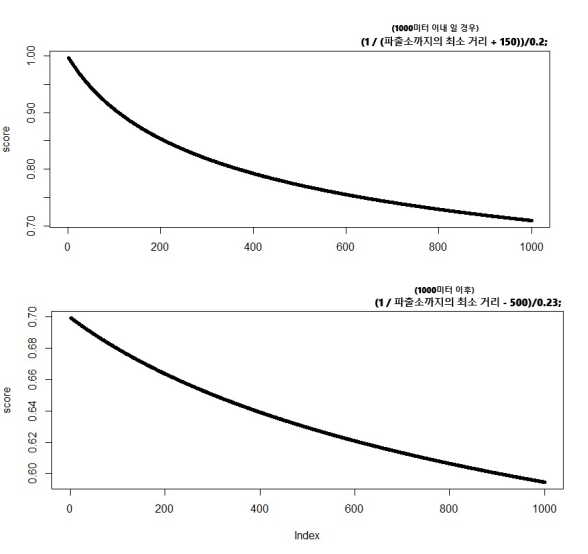 (1000미터 이내 일 경우)
(1 / (파출소까지의 최소 거리 + 150))/0.2;
score
1.00
0.90
0.80
0.70
0 200 400 600 800 1000
(1000미터 이후)
(1 / 파출소까지의 최소 거리 - 500)/0.23;
score
0.70
0.68
0.66
0.64
0.62
0.60
0 200 400 600 800 1000
Index